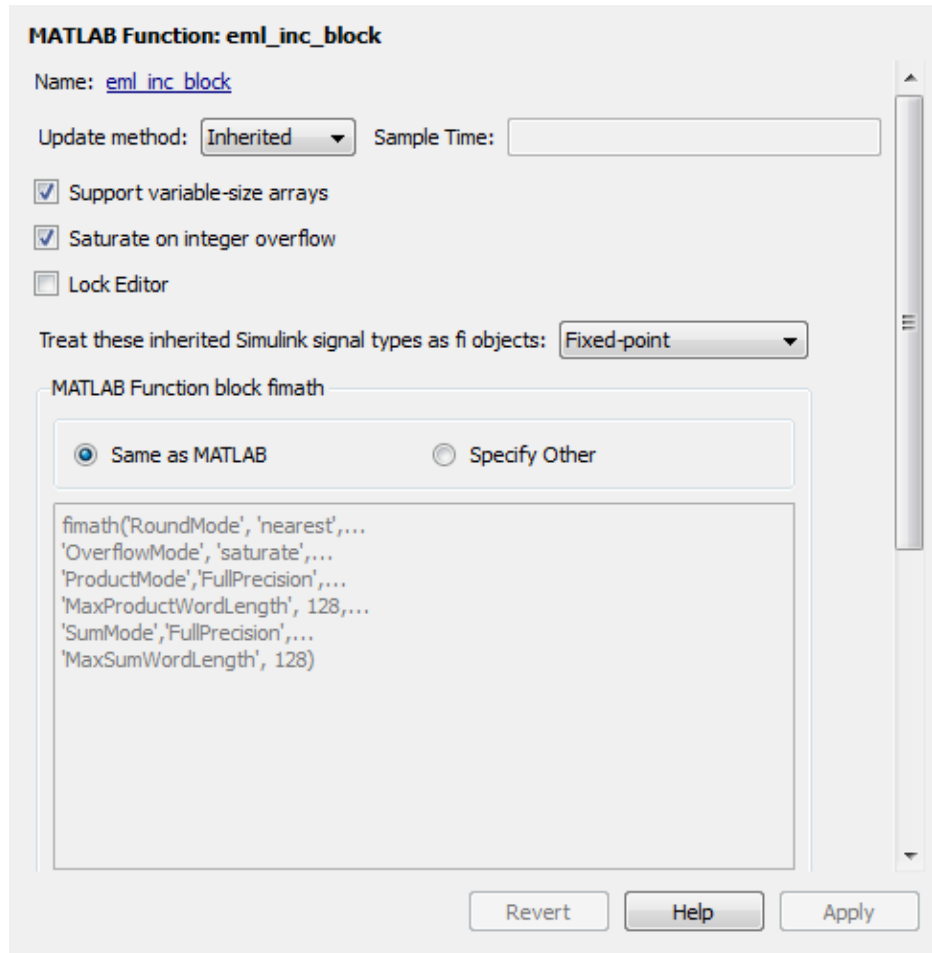 MATLAB Function: eml_inc_block
Name: eml_inc_block
Update method: Inherited Sample Time:
Support variable-size arrays
Saturate on integer overflow
Lock Editor
Treat these inherited Simulink signal types as fi objects: Fixed-point
MATLAB Function block fimath
Same as MATLAB Specify Other
fimath('RoundMode', 'nearest',...
'OverflowMode', 'saturate',...
'ProductMode','FullPrecision',...
'MaxProductWordLength', 128,...
'SumMode','FullPrecision',...
'MaxSumWordLength', 128)
Revert Help Apply